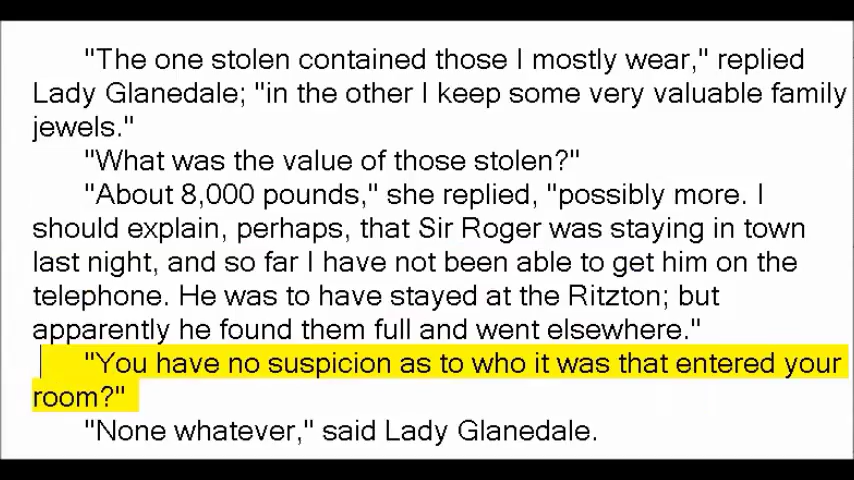 "The one stolen contained those I mostly wear," replied
Lady Glanedale; "in the other I keep some very valuable family
jewels."
"What was the value of those stolen?"
"About 8,000 pounds," she replied, "possibly more. I
should explain, perhaps, that Sir Roger was staying in town
last night, and so far I have not been able to get him on the
telephone. He was to have stayed at the Ritzton; but
apparently he found them full and went elsewhere."
"You have no suspicion as to who it was that entered your
room?"
"None whatever," said Lady Glanedale.